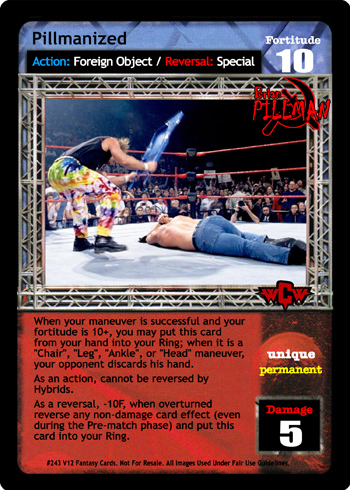 Pillmanized
Fortitude
10
Action: Foreign Object / Reversal: Special
Brian
PILLMAN
WCW
When your maneuver is successful and your
fortitude is 10+, you may put this card
from your hand into your Ring; when it is a
"Chair", "Leg", "Ankle", or "Head" maneuver,
your opponent discards his hand.
As an action, cannot be reversed by
Hybrids.
As a reversal, -10F, when overturned
reverse any non-damage card effect (even
during the Pre-match phase) and put this
card into your Ring.
unique
permanent
Damage
5
#243 V12 Fantasy Cards. Not For Resale. All Images Used Under Fair Use Guidelines.